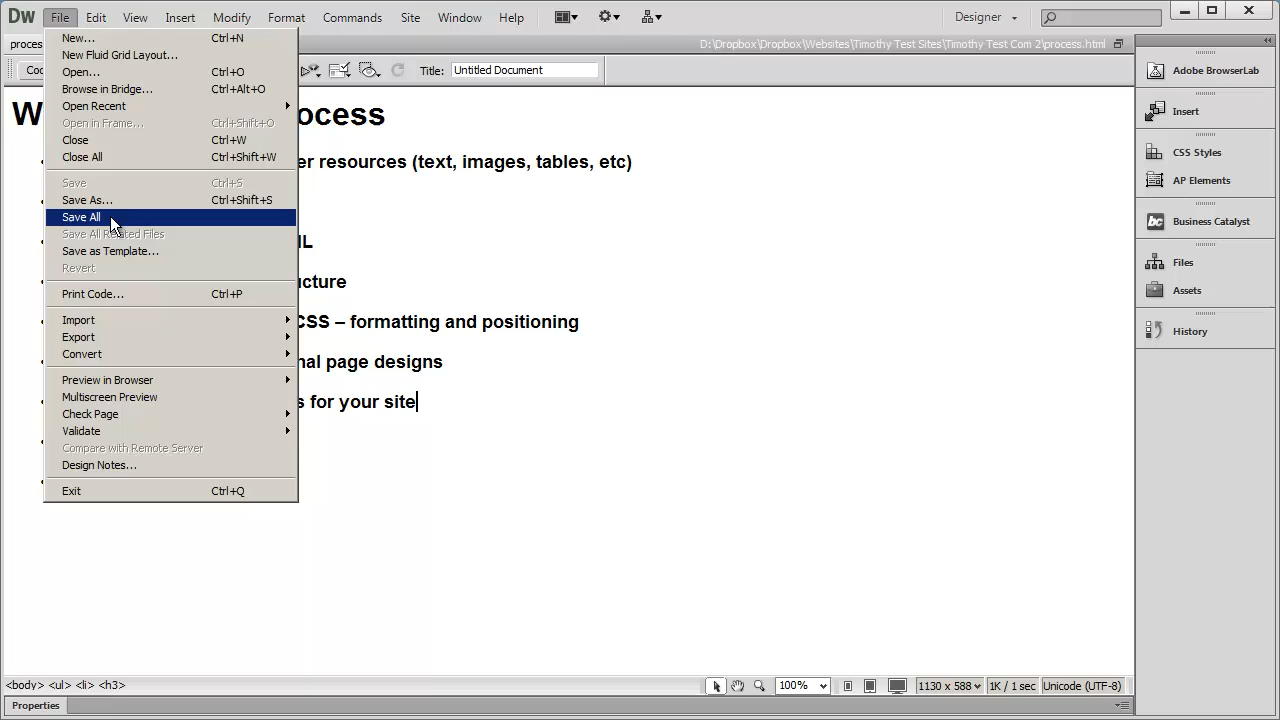 Dw File Edit View Insert Modify Format Commands Site Window Help Designer
proces D:\Dropbox\Dropbox\Websites\Timothy Test Sites\Timothy Test Com 2\process.html
Cod Title: Untitled Document
New... Ctrl+N
New Fluid Grid Layout...
Open... Ctrl+O
Browse in Bridge... Ctrl+Alt+O
Open Recent
Open in Frame... Ctrl+Shift+O
Close Ctrl+W
Close All Ctrl+Shift+W
Save Ctrl+S
Save As... Ctrl+Shift+S
Save All
Save All Related Files
Save as Template...
Revert
Print Code... Ctrl+P
Import
Export
Convert
Preview in Browser
Multiscreen Preview
Check Page
Validate
Compare with Remote Server
Design Notes...
Exit Ctrl+Q
W ocess
er resources (text, images, tables, etc)
L
ucture
CSS – formatting and positioning
nal page designs
s for your site
Adobe BrowserLab
Insert
CSS Styles
AP Elements
bc Business Catalyst
Files
Assets
History
<body> <ul> <li> <h3> 100% 1130 x 588 1K / 1 sec Unicode (UTF-8)
Properties